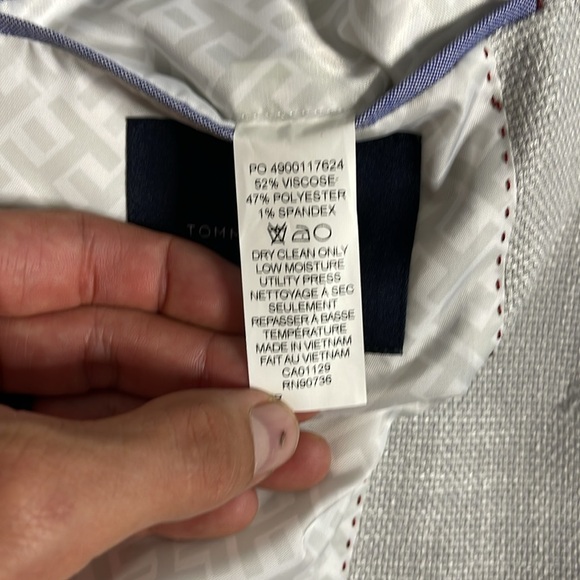 PO 4900117624
52% VISCOSE
47% POLYESTER
1% SPANDEX
DRY CLEAN ONLY
LOW MOISTURE
UTILITY PRESS
NETTOYAGE À SEC
SEULEMENT
REPASSER À BASSE
TEMPÉRATURE
MADE IN VIETNAM
FAIT AU VIETNAM
CA01129
RN90736